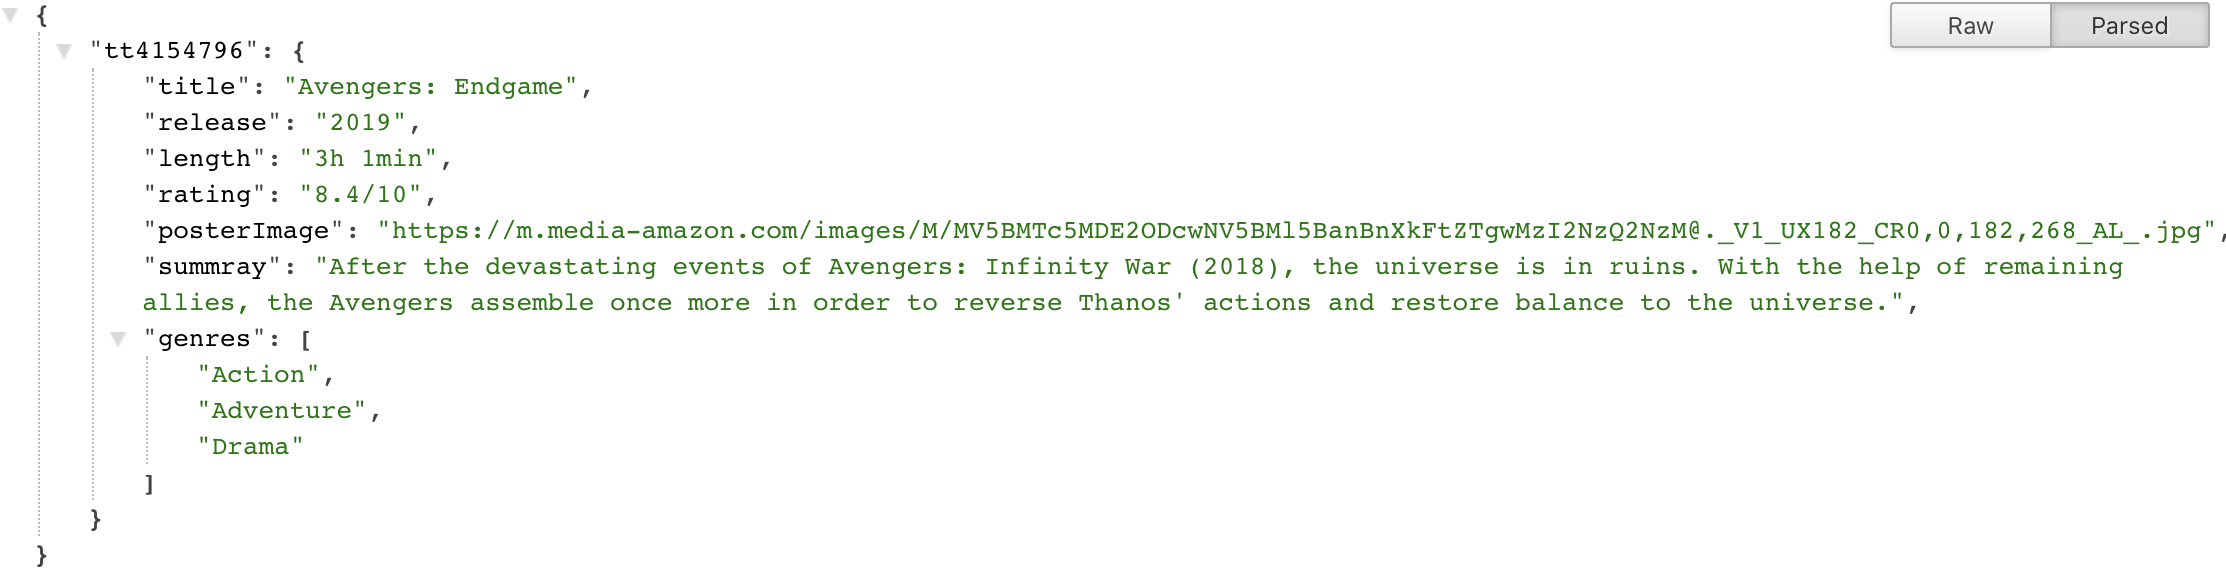 {
Raw Parsed
"tt4154796": {
"title": "Avengers: Endgame",
"release": "2019",
"length": "3h 1min",
"rating": "8.4/10",
"posterImage": "https://m.media-amazon.com/images/M/MV5BMTc5MDE2ODcwNV5BMl5BanBnXkFtZTgwMzI2NzQ2NzM@._V1_UX182_CR0,0,182,268_AL_.jpg",
"summray": "After the devastating events of Avengers: Infinity War (2018), the universe is in ruins. With the help of remaining
allies, the Avengers assemble once more in order to reverse Thanos' actions and restore balance to the universe.",
"genres": [
"Action",
"Adventure",
"Drama"
]
}
}